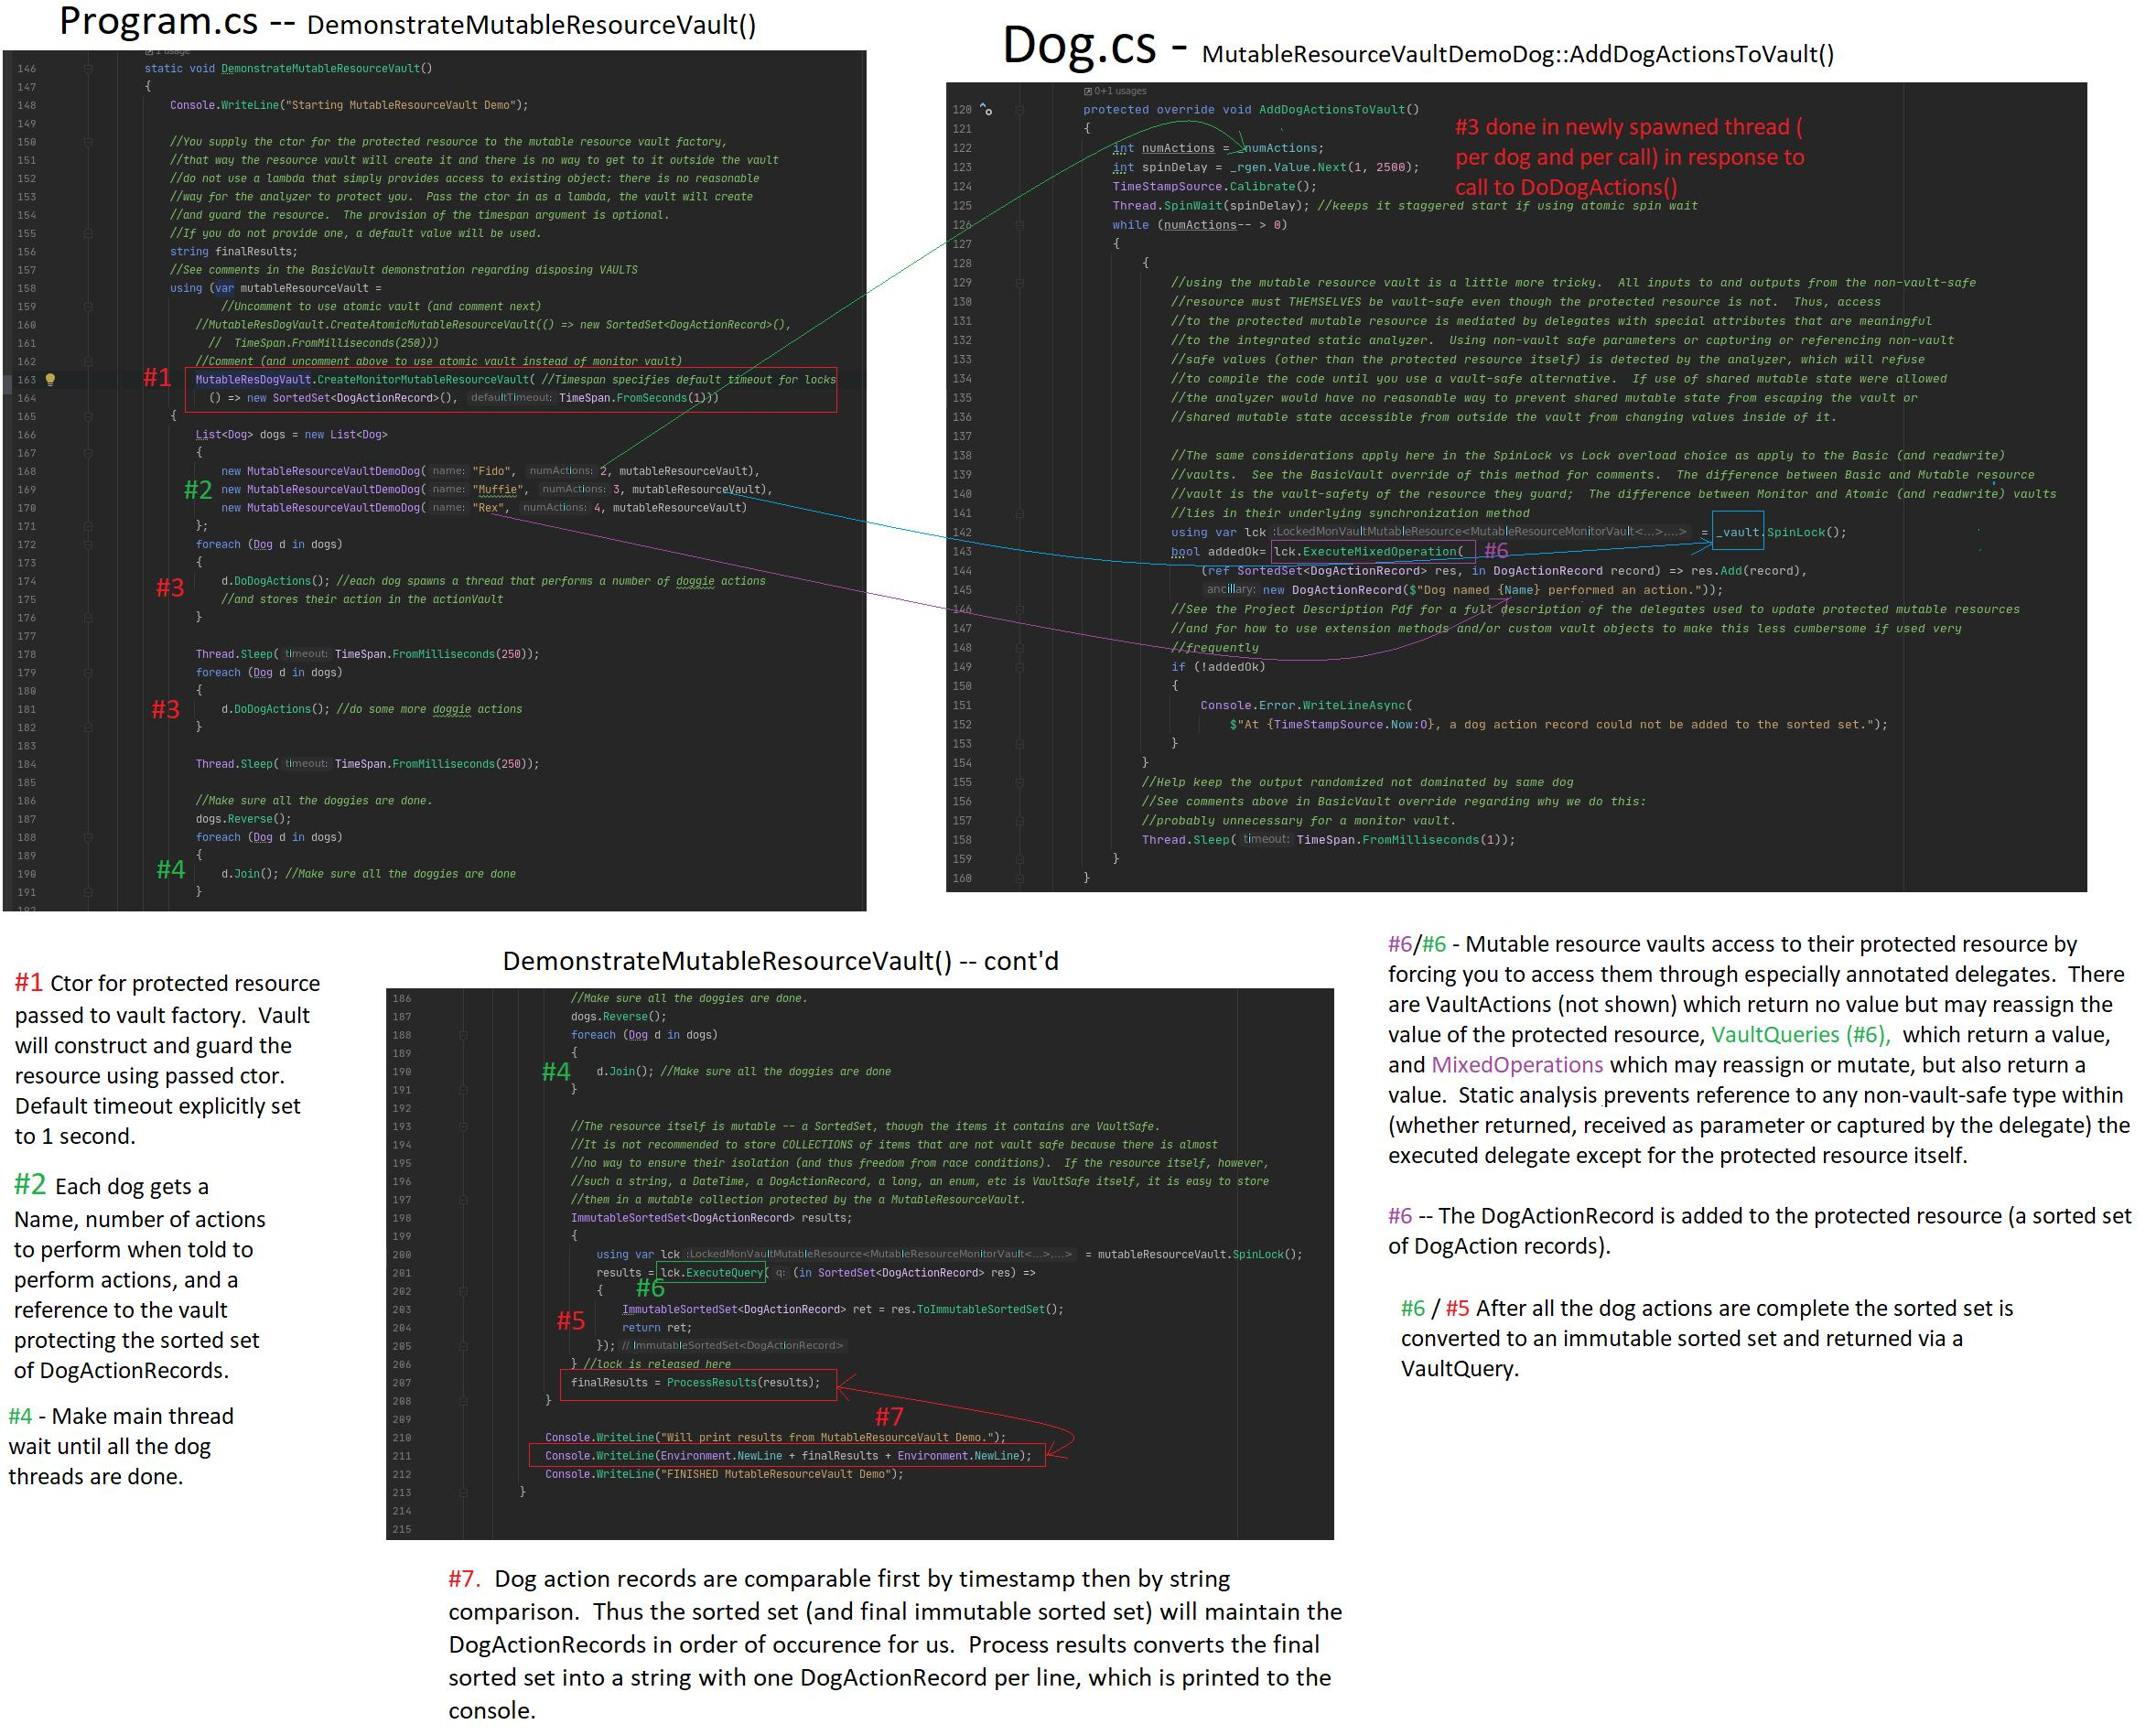 Program.cs -- DemonstrateMutableResourceVault()
1 usage
146 static void DemonstrateMutableResourceVault()
147 {
148 Console.WriteLine("Starting MutableResourceVault Demo");
149
150 //You supply the ctor for the protected resource to the mutable resource vault factory,
151 //that way the resource vault will create it and there is no way to get to it outside the vault
152 //do not use a lambda that simply provides access to existing object: there is no reasonable
153 //way for the analyzer to protect you.  Pass the ctor in as a lambda, the vault will create
154 //and guard the resource.  The provision of the timespan argument is optional.
155 //If you do not provide one, a default value will be used.
156 string finalResults;
157 //See comments in the BasicVault demonstration regarding disposing VAULTS
158 using (var mutableResourceVault =
159 //Uncomment to use atomic vault (and comment next)
160 //MutableResDogVault.CreateAtomicMutableResourceVault(() => new SortedSet<DogActionRecord>(),
161 //  TimeSpan.FromMilliseconds(250)))
162 //Comment (and uncomment above to use atomic vault instead of monitor vault)
#1
163 MutableResDogVault.CreateMonitorMutableResourceVault( //Timespan specifies default timeout for locks
164 () => new SortedSet<DogActionRecord>(), defaultTimeout: TimeSpan.FromSeconds(1)))
165 {
166 List<Dog> dogs = new List<Dog>
167 {
168 new MutableResourceVaultDemoDog( name: "Fido", numActions: 2, mutableResourceVault),
#2
169 new MutableResourceVaultDemoDog( name: "Muffie", numActions: 3, mutableResourceVault),
170 new MutableResourceVaultDemoDog( name: "Rex", numActions: 4, mutableResourceVault)
171 };
172 foreach (Dog d in dogs)
173 {
#3
174 d.DoDogActions(); //each dog spawns a thread that performs a number of doggie actions
175 //and stores their action in the actionVault
176 }
177
178 Thread.Sleep( timeout: TimeSpan.FromMilliseconds(250));
179 foreach (Dog d in dogs)
180 {
#3
181 d.DoDogActions(); //do some more doggie actions
182 }
183
184 Thread.Sleep( timeout: TimeSpan.FromMilliseconds(250));
185
186 //Make sure all the doggies are done.
187 dogs.Reverse();
188 foreach (Dog d in dogs)
189 {
#4
190 d.Join(); //Make sure all the doggies are done
191 }
192
Dog.cs - MutableResourceVaultDemoDog::AddDogActionsToVault()
0+1 usages
120 protected override void AddDogActionsToVault()
121 {
122 int numActions = _numActions;
123 int spinDelay = _rgen.Value.Next(1, 2500);
124 TimeStampSource.Calibrate();
125 Thread.SpinWait(spinDelay); //keeps it staggered start if using atomic spin wait
#3 done in newly spawned thread (
per dog and per call) in response to
call to DoDogActions()
126 while (numActions-- > 0)
127 {
128 {
129 //using the mutable resource vault is a little more tricky.  All inputs to and outputs from the non-vault-safe
130 //resource must THEMSELVES be vault-safe even though the protected resource is not.  Thus, access
131 //to the protected mutable resource is mediated by delegates with special attributes that are meaningful
132 //to the integrated static analyzer.  Using non-vault safe parameters or capturing or referencing non-vault
133 //safe values (other than the protected resource itself) is detected by the analyzer, which will refuse
134 //to compile the code until you use a vault-safe alternative.  If use of shared mutable state were allowed
135 //the analyzer would have no reasonable way to prevent shared mutable state from escaping the vault or
136 //shared mutable state accessible from outside the vault from changing values inside of it.
137
138 //The same considerations apply here in the SpinLock vs Lock overload choice as apply to the Basic (and readwrite)
139 //vaults.  See the BasicVault override of this method for comments.  The difference between Basic and Mutable resource
140 //vault is the vault-safety of the resource they guard;  The difference between Monitor and Atomic (and readwrite) vaults
141 //lies in their underlying synchronization method
142 using var lck :LockedMonVaultMutableResource<MutableResourceMonitorVault<...>,...> = _vault.SpinLock();
143 bool addedOk= lck.ExecuteMixedOperation( #6
144 (ref SortedSet<DogActionRecord> res, in DogActionRecord record) => res.Add(record),
145 ancillary: new DogActionRecord($"Dog named {Name} performed an action."));
146 //See the Project Description Pdf for a full description of the delegates used to update protected mutable resources
147 //and for how to use extension methods and/or custom vault objects to make this less cumbersome if used very
148 //frequently
149 if (!addedOk)
150 {
151 Console.Error.WriteLineAsync(
152 $"At {TimeStampSource.Now:O}, a dog action record could not be added to the sorted set.");
153 }
154 }
155 //Help keep the output randomized not dominated by same dog
156 //See comments above in BasicVault override regarding why we do this:
157 //probably unnecessary for a monitor vault.
158 Thread.Sleep( timeout: TimeSpan.FromMilliseconds(1));
159 }
160 }
#1 Ctor for protected resource
passed to vault factory.  Vault
will construct and guard the
resource using passed ctor.
Default timeout explicitly set
to 1 second.
#2 Each dog gets a
Name, number of actions
to perform when told to
perform actions, and a
reference to the vault
protecting the sorted set
of DogActionRecords.
#4 - Make main thread
wait until all the dog
threads are done.
DemonstrateMutableResourceVault() -- cont'd
186 //Make sure all the doggies are done.
187 dogs.Reverse();
188 foreach (Dog d in dogs)
189 {
#4
190 d.Join(); //Make sure all the doggies are done
191 }
192
193 //The resource itself is mutable -- a SortedSet, though the items it contains are VaultSafe.
194 //It is not recommended to store COLLECTIONS of items that are not vault safe because there is almost
195 //no way to ensure their isolation (and thus freedom from race conditions).  If the resource itself, however,
196 //such a string, a DateTime, a DogActionRecord, a long, an enum, etc is VaultSafe itself, it is easy to store
197 //them in a mutable collection protected by the a MutableResourceVault.
198 ImmutableSortedSet<DogActionRecord> results;
199 {
200 using var lck :LockedMonVaultMutableResource<MutableResourceMonitorVault<...>,...> = mutableResourceVault.SpinLock();
201 results = lck.ExecuteQuery( q: (in SortedSet<DogActionRecord> res) =>
202 {
#6
203 ImmutableSortedSet<DogActionRecord> ret = res.ToImmutableSortedSet();
#5
204 return ret;
205 }); // ImmutableSortedSet<DogActionRecord>
206 } //lock is released here
207 finalResults = ProcessResults(results);
208 }
#7
209
210 Console.WriteLine("Will print results from MutableResourceVault Demo.");
211 Console.WriteLine(Environment.NewLine + finalResults + Environment.NewLine);
212 Console.WriteLine("FINISHED MutableResourceVault Demo");
213 }
214
215
#6/#6 - Mutable resource vaults access to their protected resource by
forcing you to access them through especially annotated delegates.  There
are VaultActions (not shown) which return no value but may reassign the
value of the protected resource, VaultQueries (#6),  which return a value,
and MixedOperations which may reassign or mutate, but also return a
value.  Static analysis prevents reference to any non-vault-safe type within
(whether returned, received as parameter or captured by the delegate) the
executed delegate except for the protected resource itself.
#6 -- The DogActionRecord is added to the protected resource (a sorted set
of DogAction records).
#6 / #5 After all the dog actions are complete the sorted set is
converted to an immutable sorted set and returned via a
VaultQuery.
#7.  Dog action records are comparable first by timestamp then by string
comparison.  Thus the sorted set (and final immutable sorted set) will maintain the
DogActionRecords in order of occurence for us.  Process results converts the final
sorted set into a string with one DogActionRecord per line, which is printed to the
console.